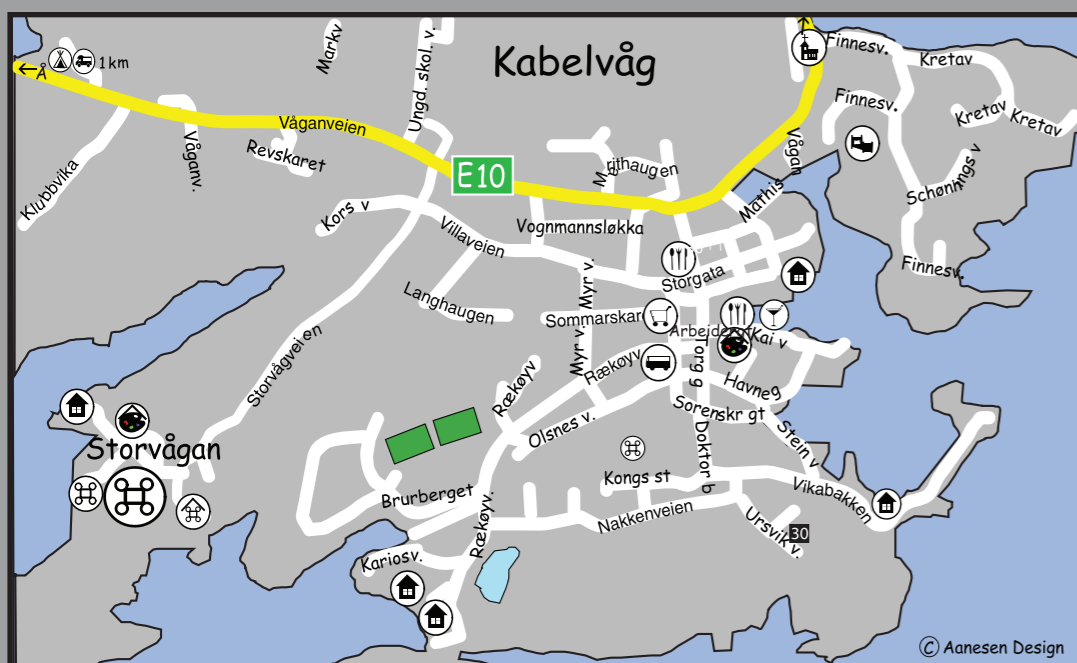 Kabelvåg
Markv
Ungd. skol. v.
Finnesv.
Kretav
←Å
1km
Våganveien
Vågan
Finnesv.
Kretav
Kretav
Revskaret
Våganv.
E10
Klubbvika
Schønnings v
Mathis
Kors v
Villaveien
Vognmannsløkka
Finnesv.
Storgata
Myr v.
Langhaugen
Sommarskar
Arbeidergt
Kai v
Myr v.
Torg g
Storvågveien
Rækøyv
Rækøyv
Havneg
Sorenskr gt
Olsnes v.
Stein v
Doktor b
Storvågan
Kongs st
Vikabakken
Brurberget
Nakkenveien
Ursvik v.
30
Rækøyv.
Kariosv.
© Aanesen Design